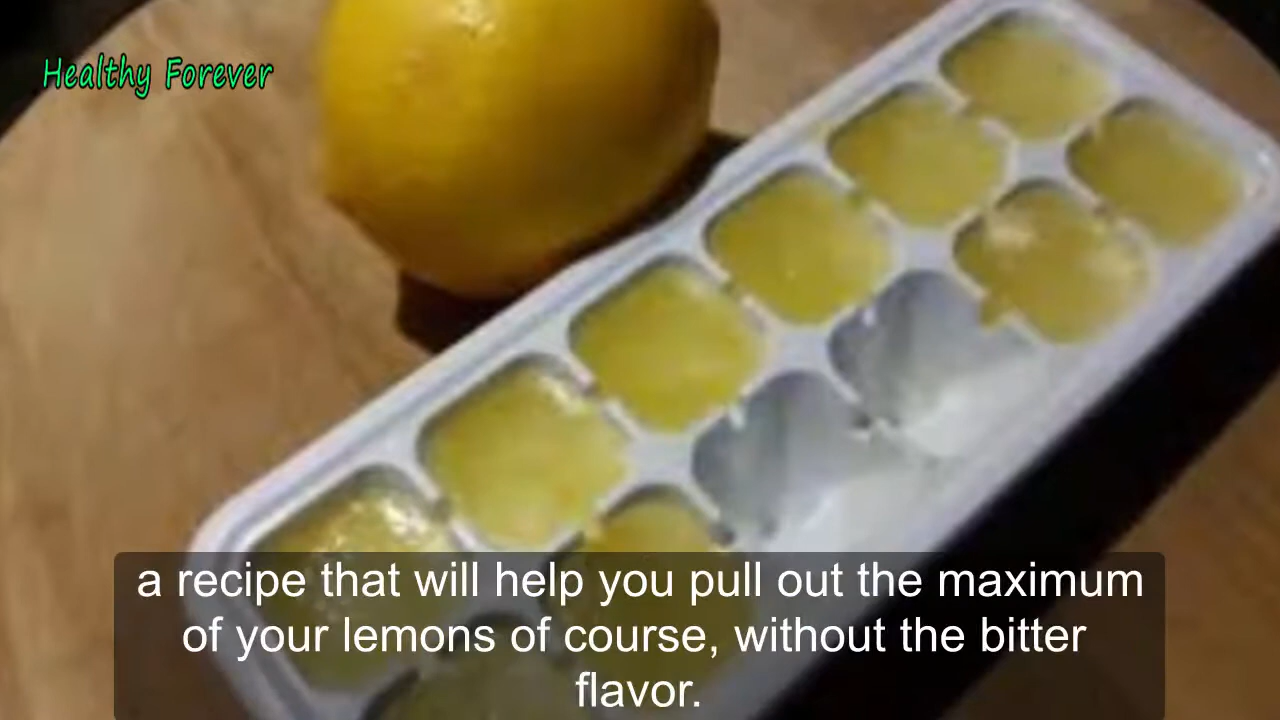 Healthy Forever
a recipe that will help you pull out the maximum
of your lemons of course, without the bitter
flavor.